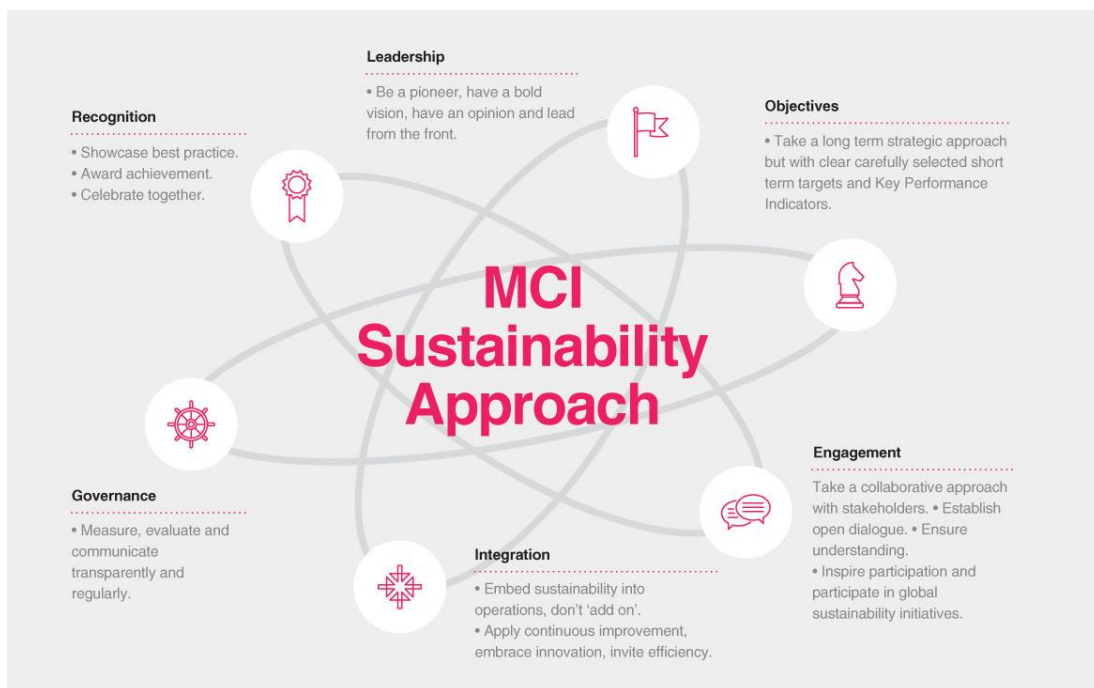 Leadership
• Be a pioneer, have a bold
vision, have an opinion and lead
from the front.
Recognition
• Showcase best practice.
• Award achievement.
• Celebrate together.
Objectives
• Take a long term strategic approach
but with clear carefully selected short
term targets and Key Performance
Indicators.
MCI
Sustainability
Approach
Governance
• Measure, evaluate and
communicate
transparently and
regularly.
Integration
• Embed sustainability into
operations, don’t ‘add on’.
• Apply continuous improvement,
embrace innovation, invite efficiency.
Engagement
Take a collaborative approach
with stakeholders. • Establish
open dialogue. • Ensure
understanding.
• Inspire participation and
participate in global
sustainability initiatives.